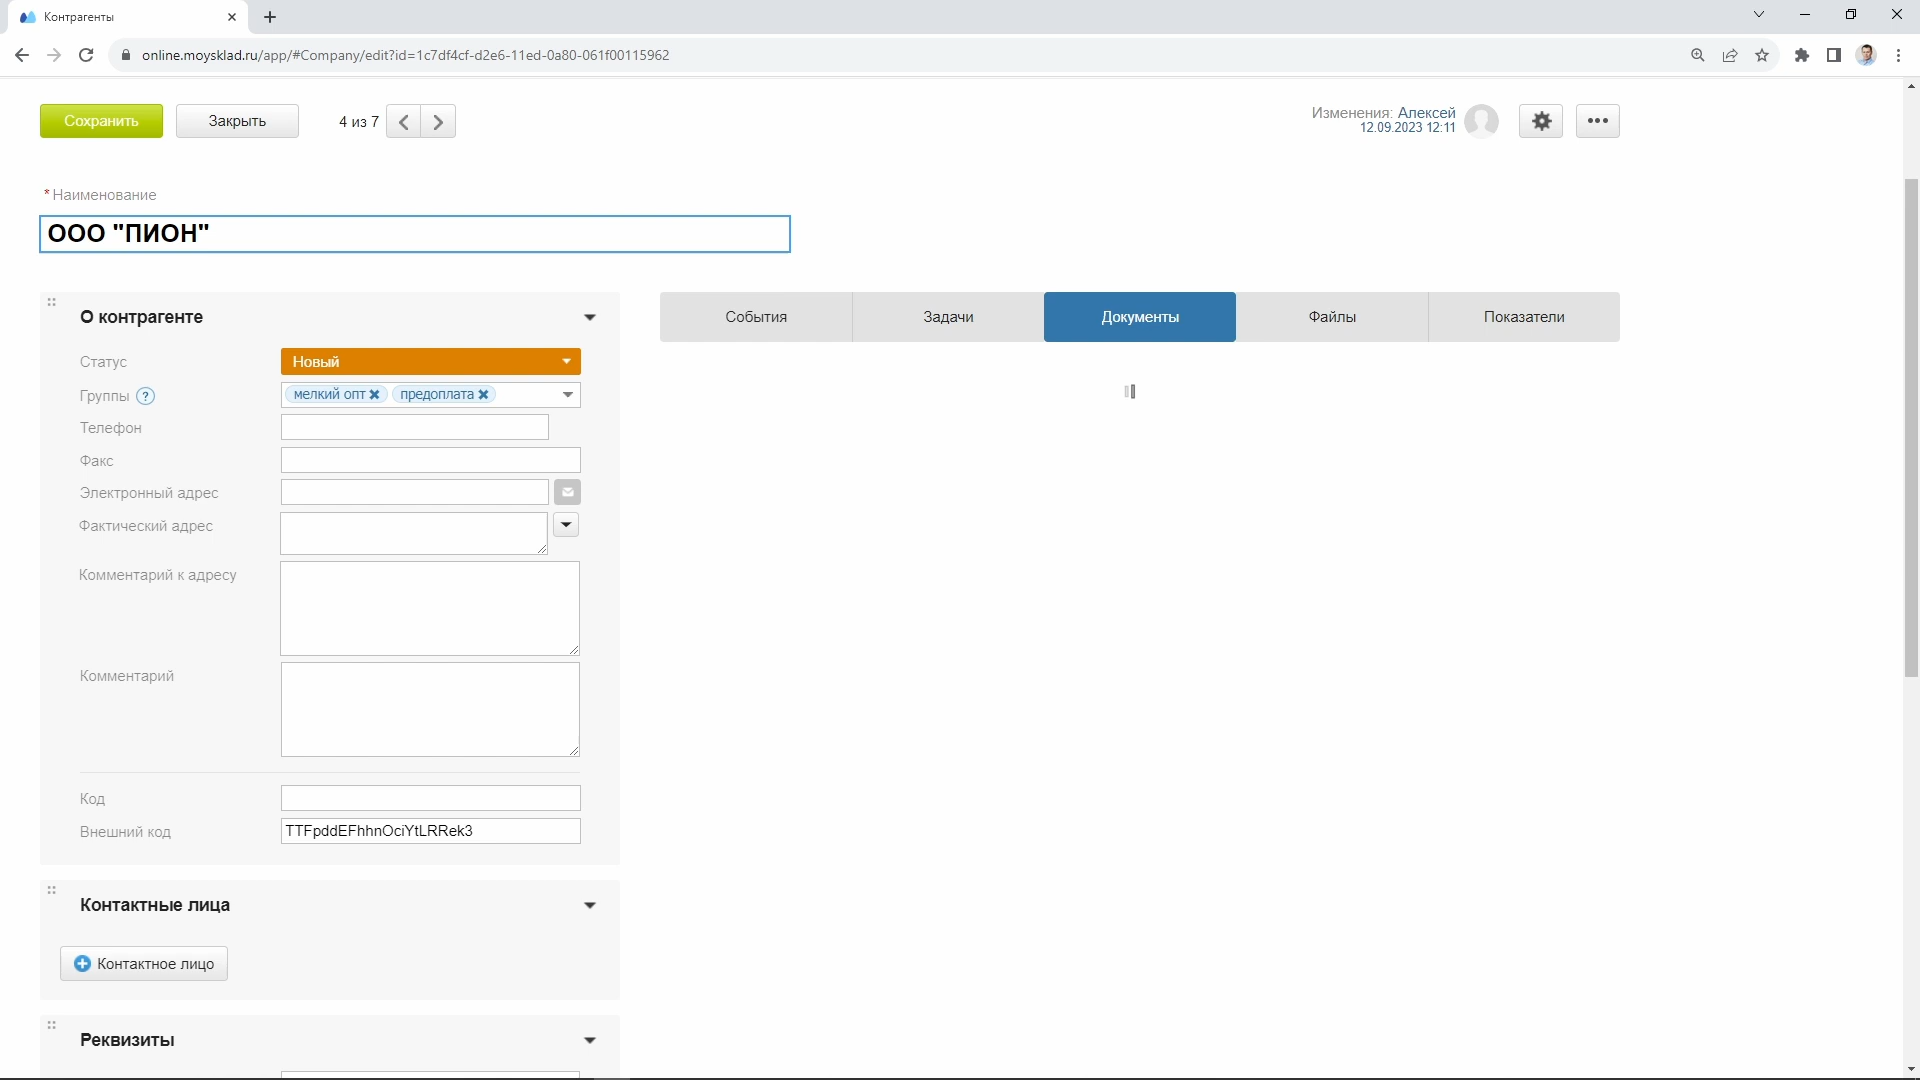 Контрагенты
online.moysklad.ru/app/#Company/edit?id=1c7df4cf-d2e6-11ed-0a80-061f00115962
Сохранить
Закрыть
4 из 7
Изменения: Алексей
12.09.2023 12:11
* Наименование
ООО "ПИОН"
О контрагенте
Статус
Новый
Группы ?
мелкий опт
предоплата
Телефон
Факс
Электронный адрес
Фактический адрес
Комментарий к адресу
Комментарий
Код
Внешний код
TTFpddEFhhnOciYtLRRek3
Контактные лица
Контактное лицо
Реквизиты
События
Задачи
Документы
Файлы
Показатели